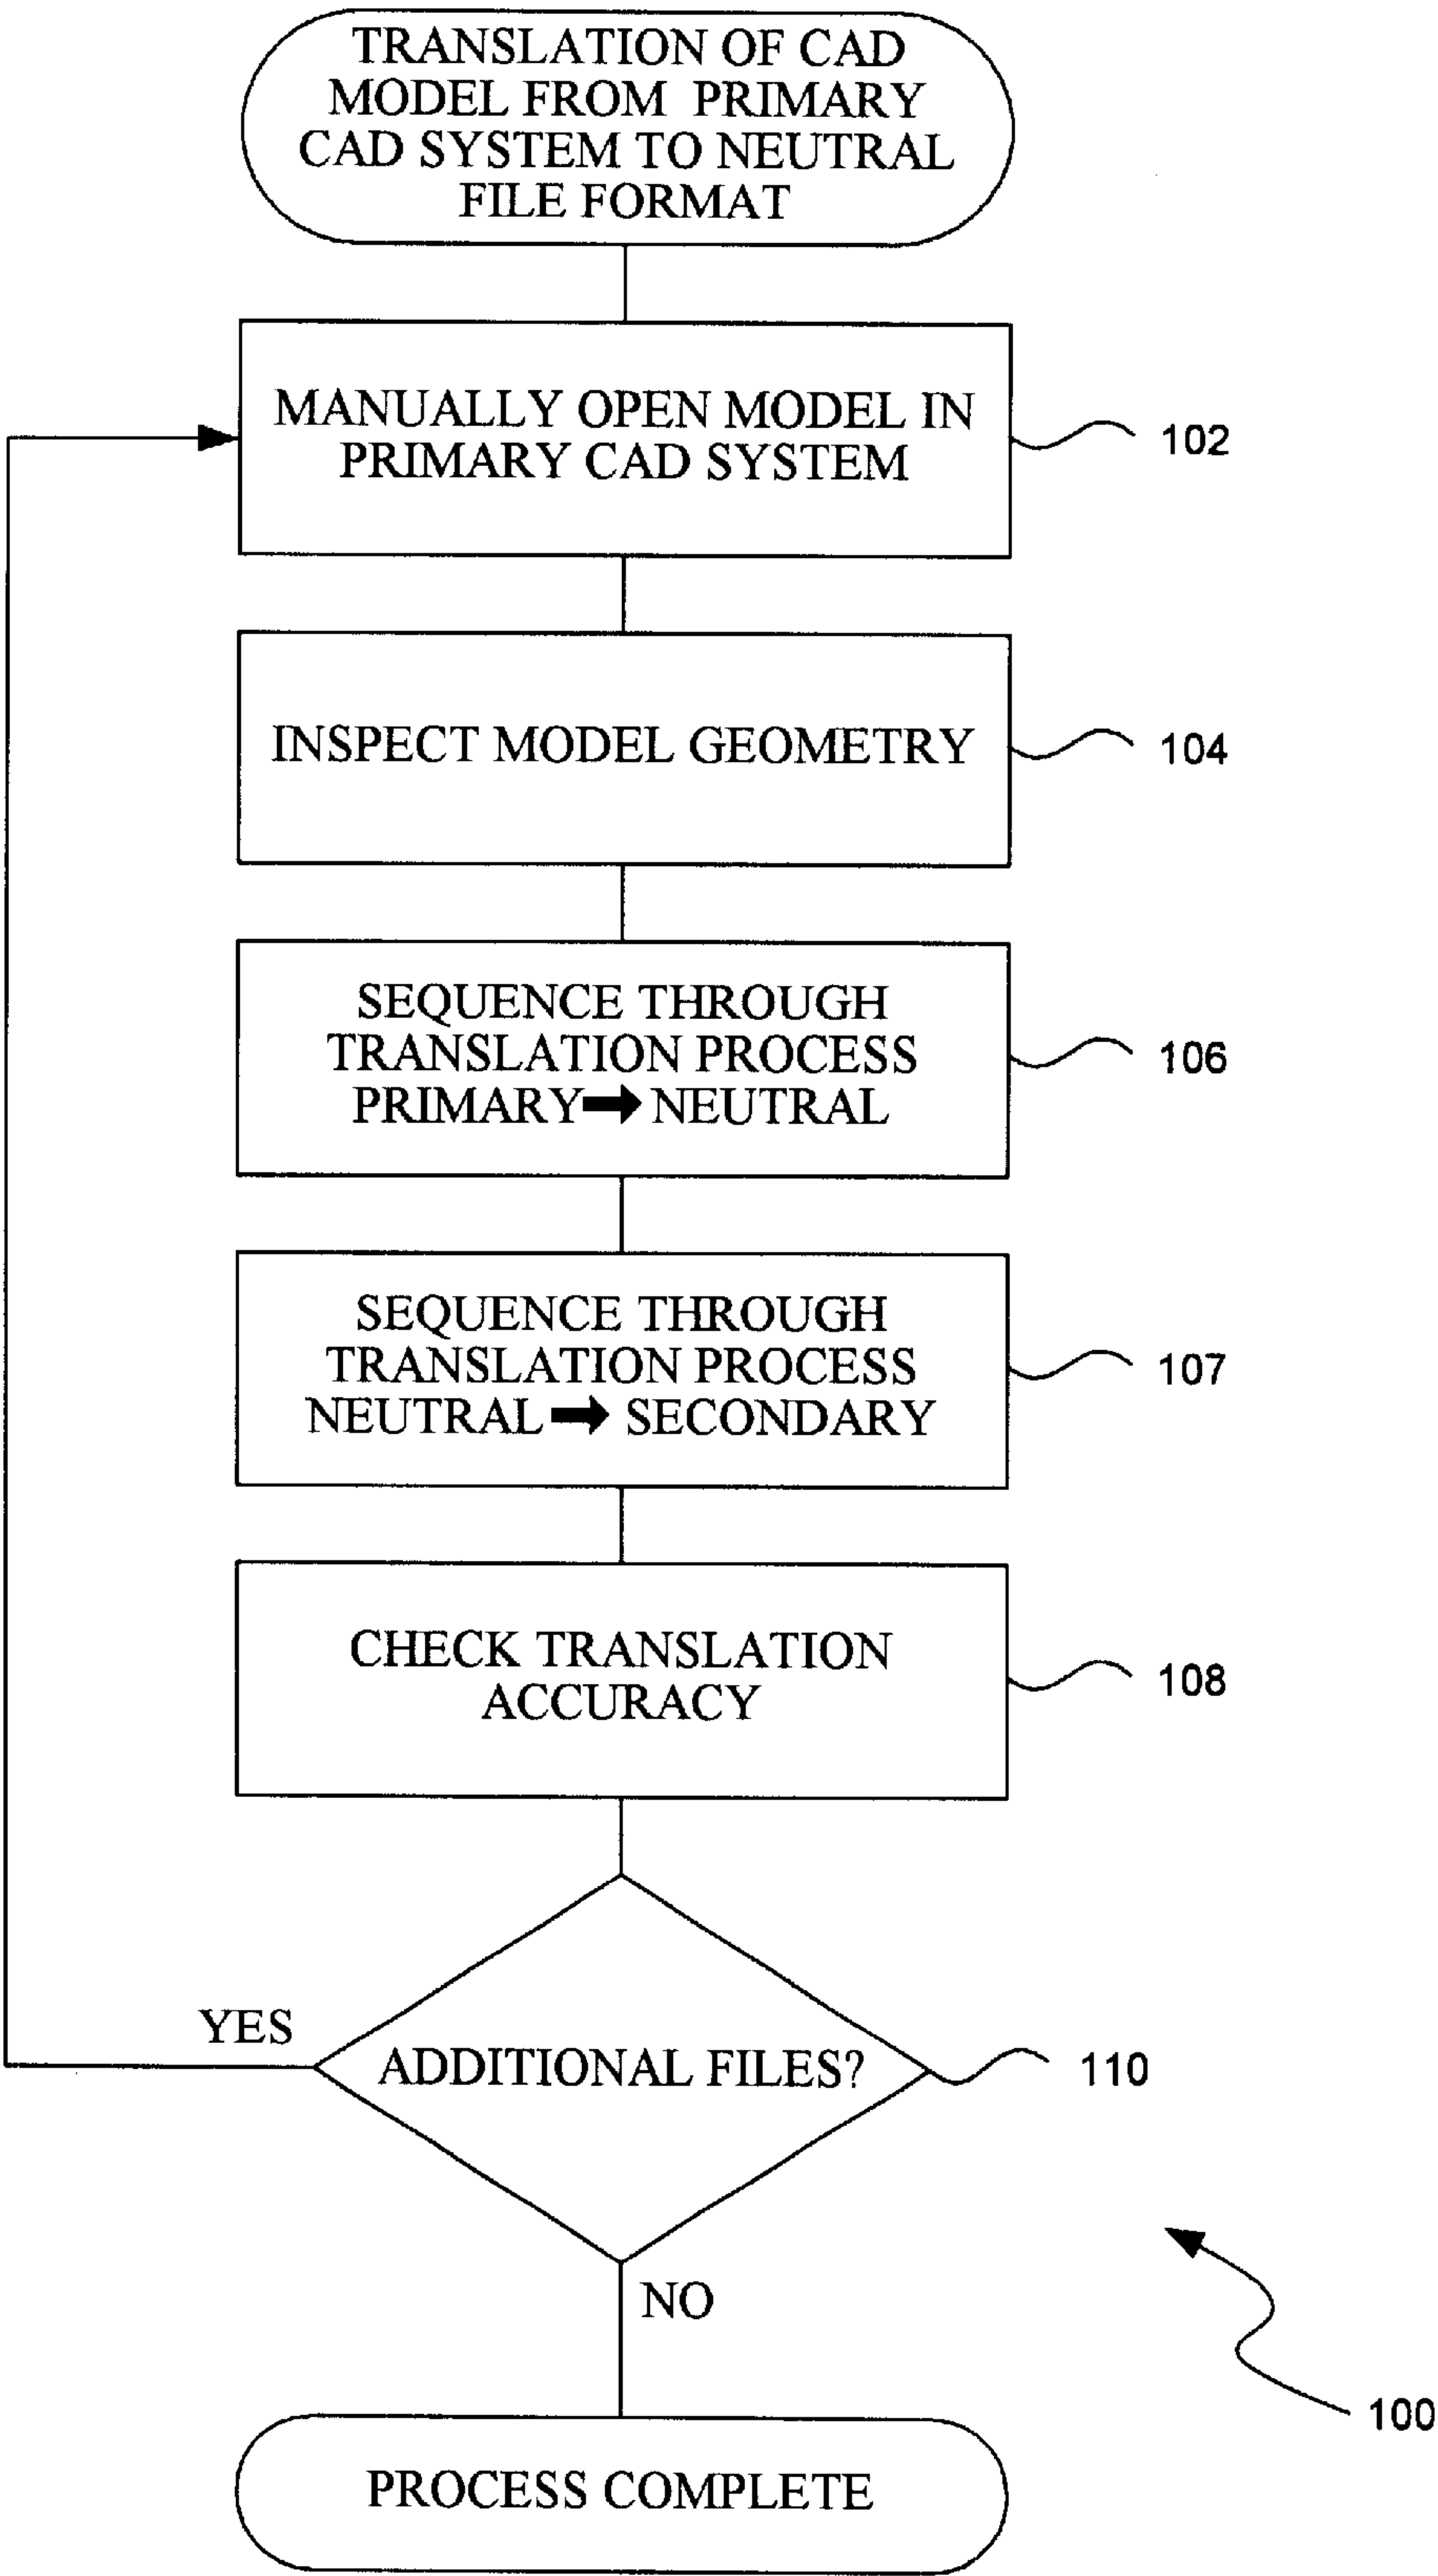 TRANSLATION OF CAD
MODEL FROM PRIMARY
CAD SYSTEM TO NEUTRAL
FILE FORMAT
MANUALLY OPEN MODEL IN
PRIMARY CAD SYSTEM
102
INSPECT MODEL GEOMETRY
104
SEQUENCE THROUGH
TRANSLATION PROCESS
PRIMARY➡NEUTRAL
106
SEQUENCE THROUGH
TRANSLATION PROCESS
NEUTRAL➡SECONDARY
107
CHECK TRANSLATION
ACCURACY
108
YES
ADDITIONAL FILES?
110
NO
100
PROCESS COMPLETE